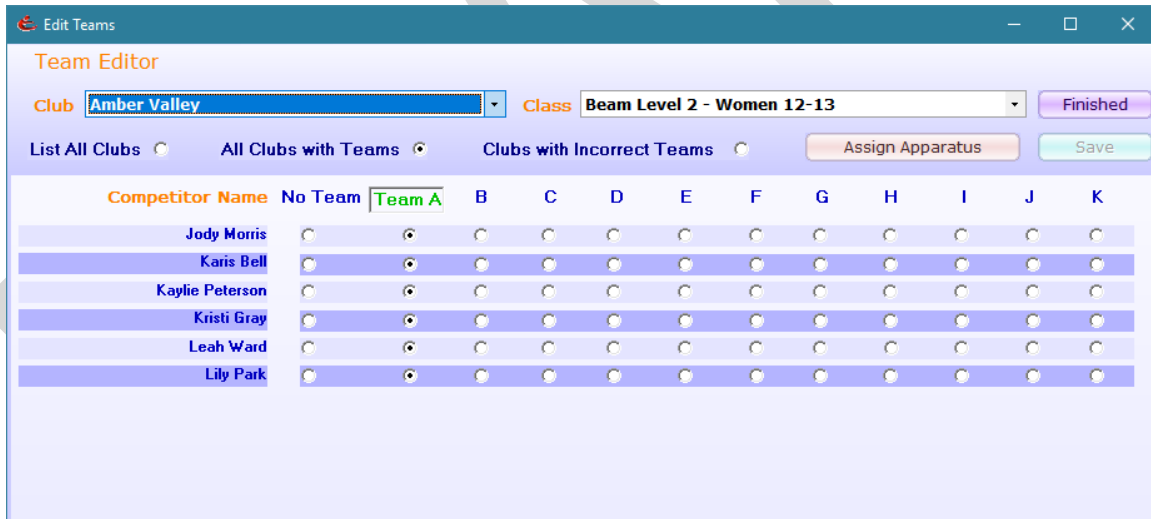 Edit Teams
Team Editor
Club Amber Valley Class Beam Level 2 - Women 12-13 Finished
List All Clubs All Clubs with Teams Clubs with Incorrect Teams Assign Apparatus Save
Competitor Name No Team Team A B C D E F G H I J K
Jody Morris
Karis Bell
Kaylie Peterson
Kristi Gray
Leah Ward
Lily Park